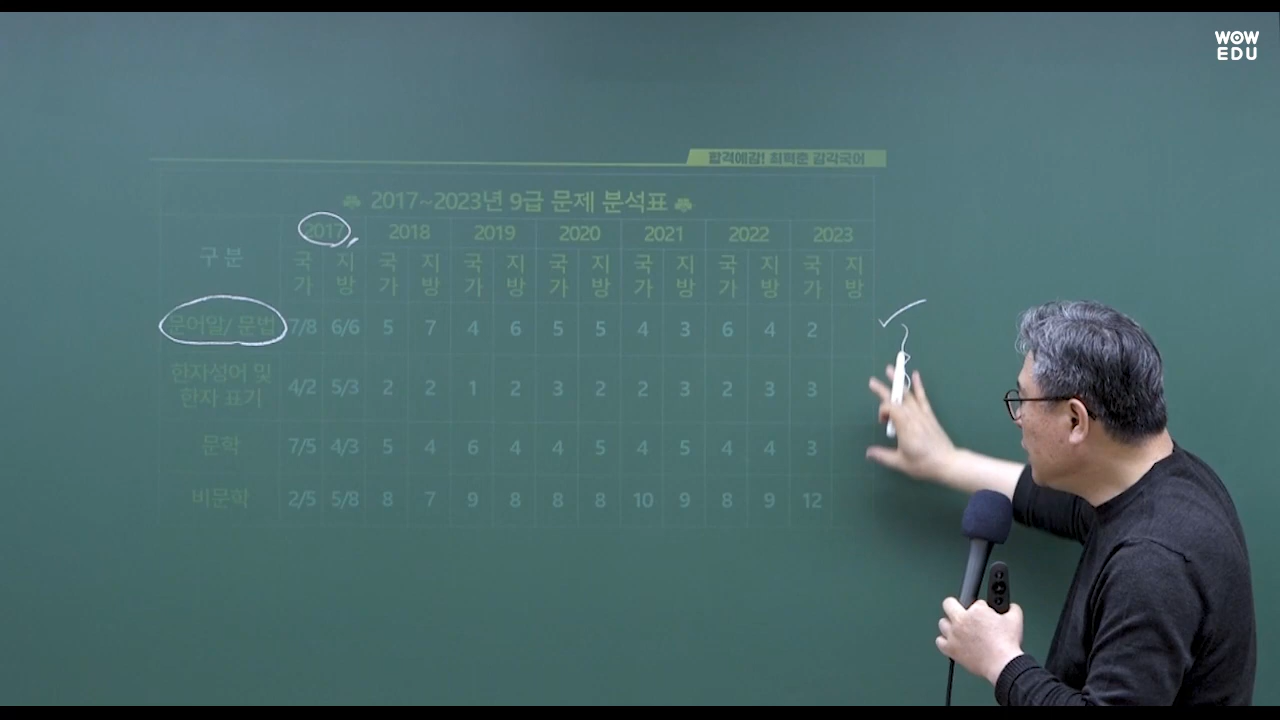 WOW
EDU
합격예감! 최백춘 감각국어
2017~2023년 9급 문제 분석표
구분 2017 2018 2019 2020 2021 2022 2023
국가 지방 국가 지방 국가 지방 국가 지방 국가 지방 국가 지방 국가 지방
문어말/ 문법 7/8 6/6 5 7 4 6 5 5 4 3 6 4 2
한자성어 및
한자 표기 4/2 5/3 2 2 1 2 3 2 2 3 2 3 3
문학 7/5 4/3 5 4 6 4 4 5 4 5 4 4 3
비문학 2/5 5/8 8 7 9 8 8 8 10 9 8 9 12